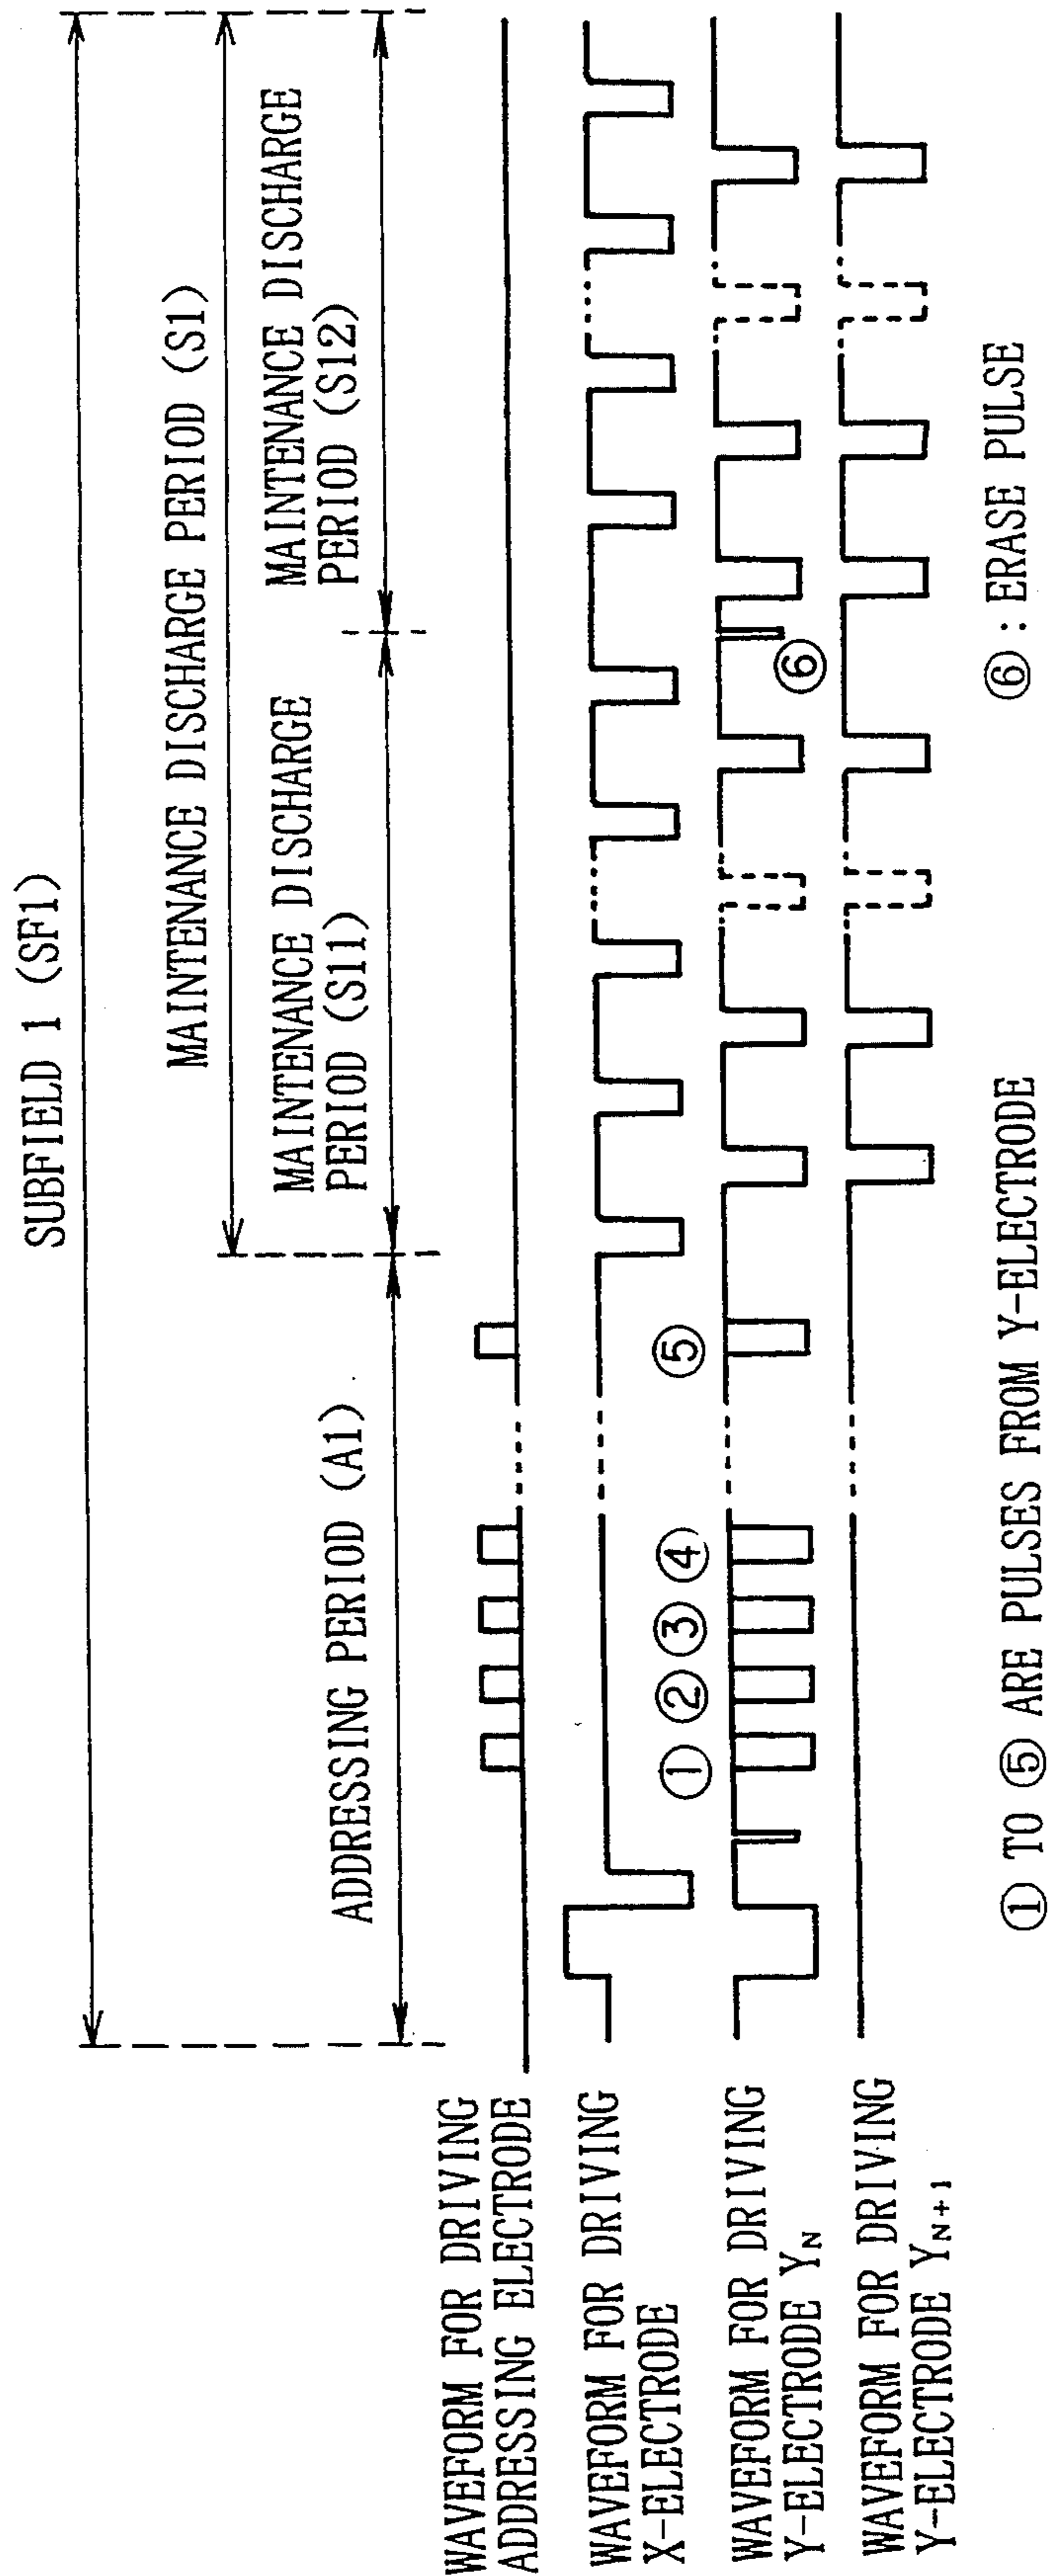 SUBFIELD 1 (SF1)
MAINTENANCE DISCHARGE PERIOD (S1)
ADDRESSING PERIOD (A1)
MAINTENANCE DISCHARGE
PERIOD (S11)
MAINTENANCE DISCHARGE
PERIOD (S12)
WAVEFORM FOR DRIVING
ADDRESSING ELECTRODE
WAVEFORM FOR DRIVING
X-ELECTRODE
① ② ③ ④ ⑤
WAVEFORM FOR DRIVING
Y-ELECTRODE YN
⑥
WAVEFORM FOR DRIVING
Y-ELECTRODE YN+1
① TO ⑤ ARE PULSES FROM Y-ELECTRODE
⑥ : ERASE PULSE